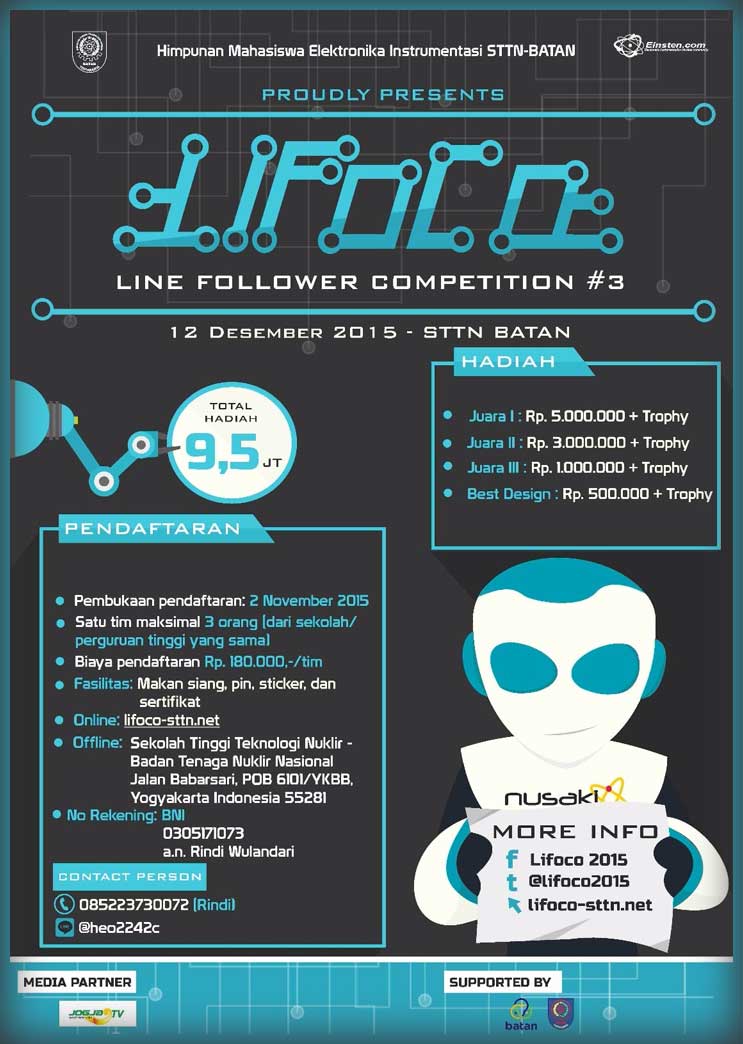 Himpunan Mahasiswa Elektronika Instrumentasi STTN-BATAN
Einsten.com
PROUDLY PRESENTS
LIFOCO
LINE FOLLOWER COMPETITION #3
12 DESEMBER 2015 - STTN BATAN
HADIAH
Juara I : Rp. 5.000.000 + Trophy
Juara II : Rp. 3.000.000 + Trophy
Juara III : Rp. 1.000.000 + Trophy
Best Design : Rp. 500.000 + Trophy
TOTAL
HADIAH
9,5 JT
PENDAFTARAN
Pembukaan pendaftaran: 2 November 2015
Satu tim maksimal 3 orang (dari sekolah/
perguruan tinggi yang sama)
Biaya pendaftaran Rp. 180.000,-/tim
Fasilitas: Makan siang, pin, sticker, dan
sertifikat
Online: lifoco-sttn.net
Offline: Sekolah Tinggi Teknologi Nuklir -
Badan Tenaga Nuklir Nasional
Jalan Babarsari, POB 6101/YKBB,
Yogyakarta Indonesia 55281
No Rekening: BNI
0305171073
a.n. Rindi Wulandari
CONTACT PERSON
085223730072 (Rindi)
LINE @heo2242c
nusaki
MORE INFO
f Lifoco 2015
t @lifoco2015
lifoco-sttn.net
MEDIA PARTNER
JOGJA TV
SUPPORTED BY
batan